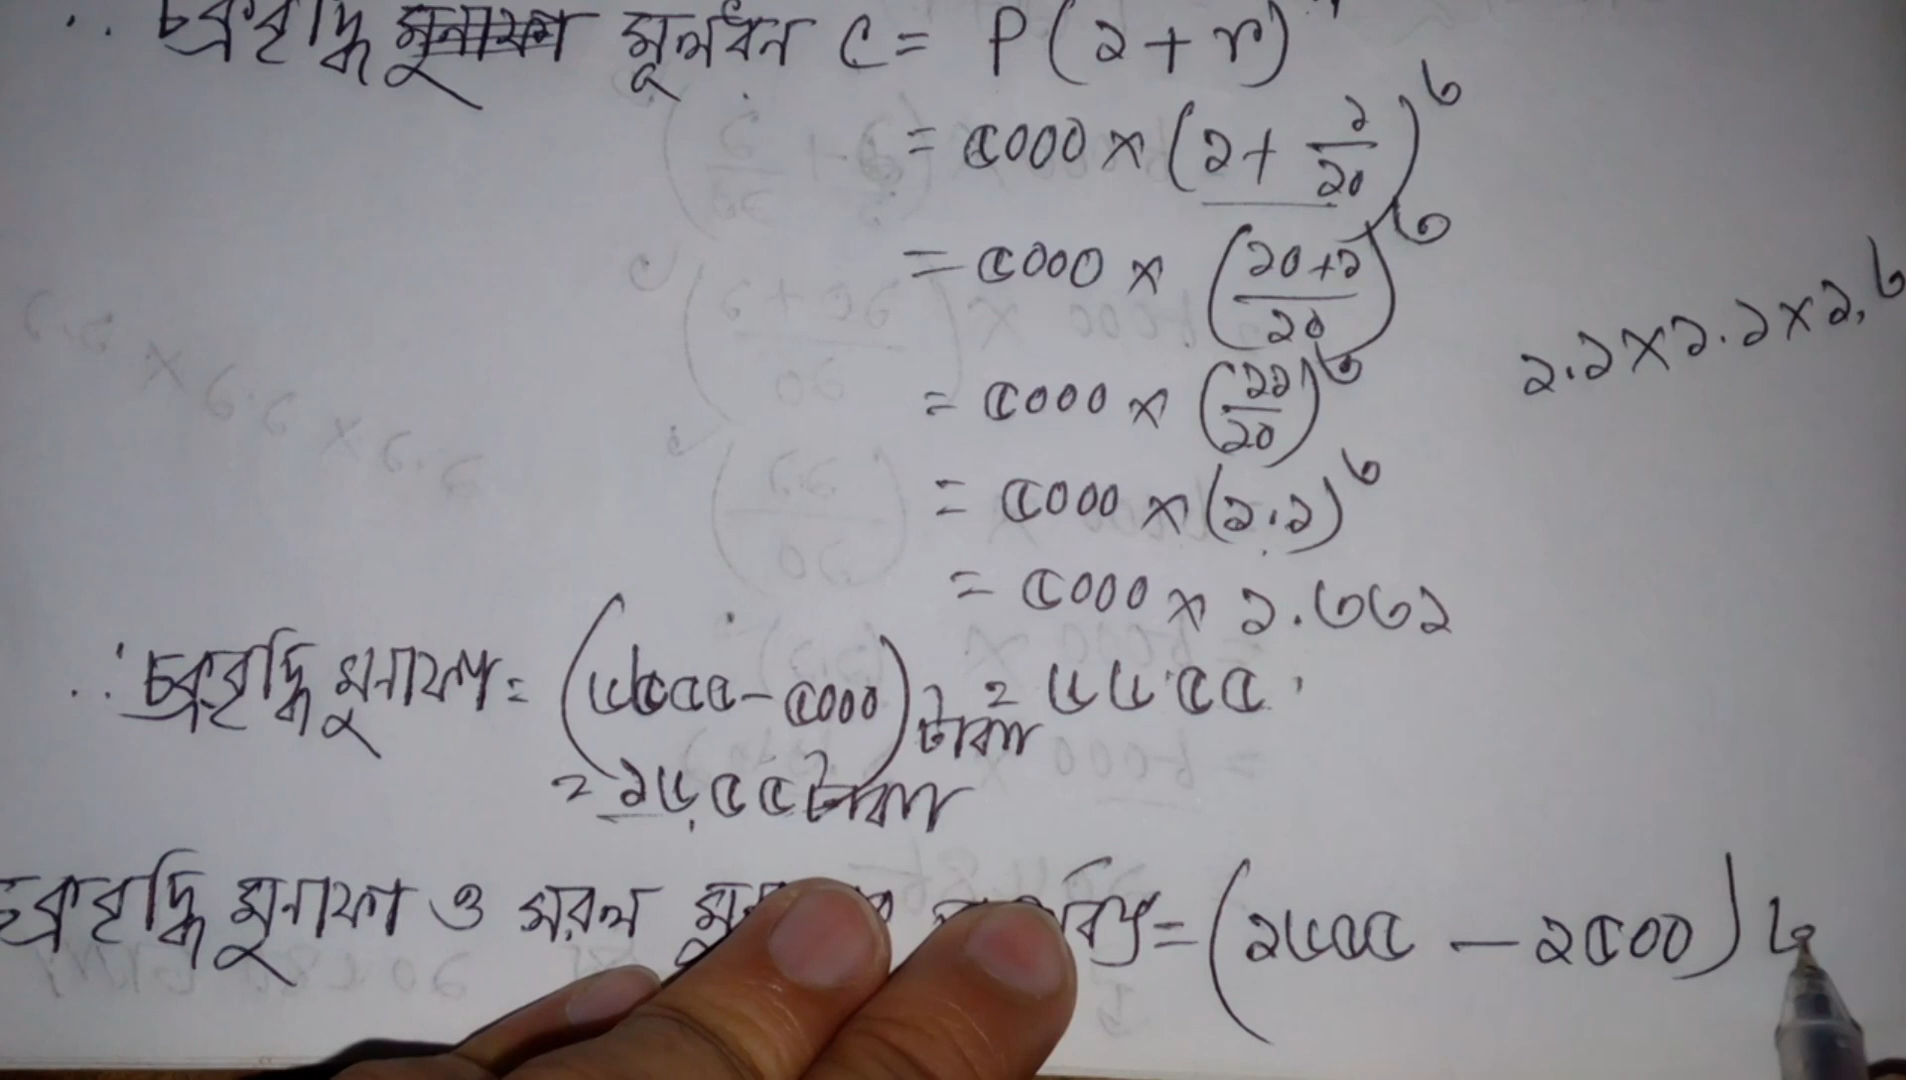 ∴ চক্রবৃদ্ধি মূলধন C = P(১+r)ⁿ
= ৫০০০ × (১ + ১/১০)^৩
= ৫০০০ × ((১০+১)/১০)^৩
= ৫০০০ × (১১/১০)^৩
১.১×১.১×১.
= ৫০০০ × (১.১)^৩
= ৫০০০ × ১.৩৩১
= ৬৬৫৫
∴ চক্রবৃদ্ধি মুনাফা = (৬৬৫৫ - ৫০০০) টাকা
= ১৬৫৫ টাকা
চক্রবৃদ্ধি মুনাফা ও সরল = (১৬৫৫ - ১৫০০)